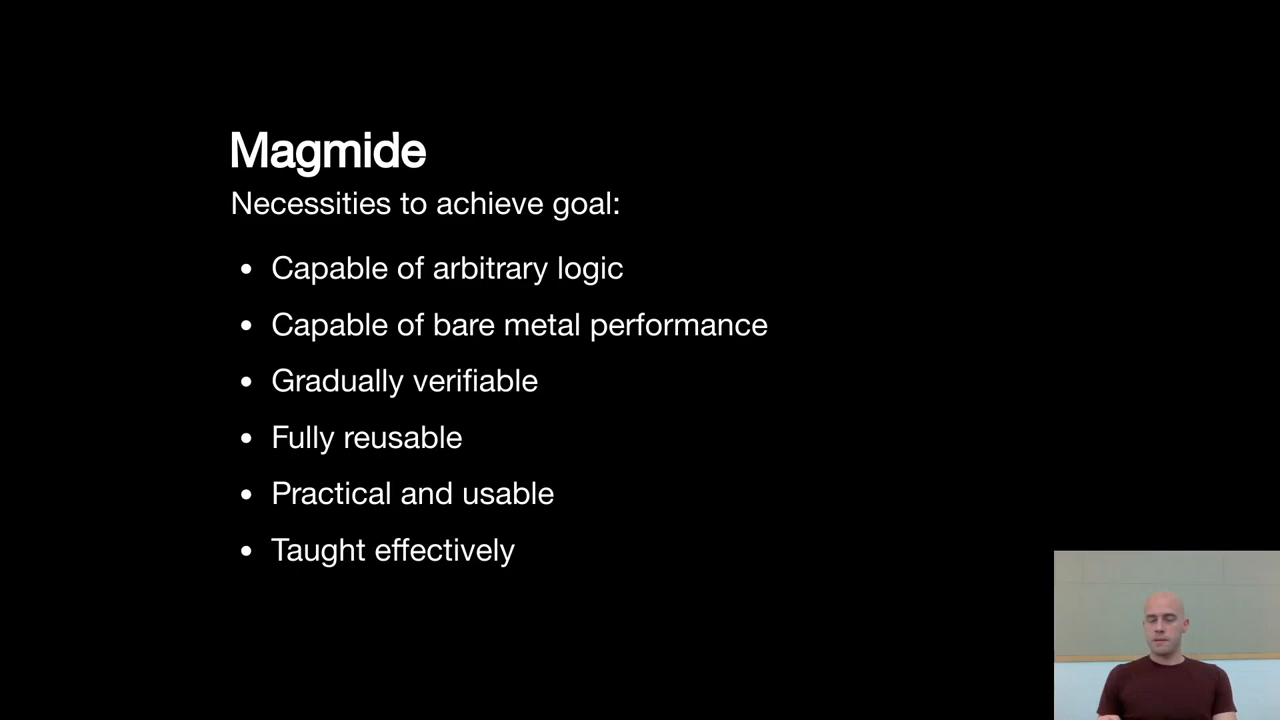 Magmide
Necessities to achieve goal:
• Capable of arbitrary logic
• Capable of bare metal performance
• Gradually verifiable
• Fully reusable
• Practical and usable
• Taught effectively